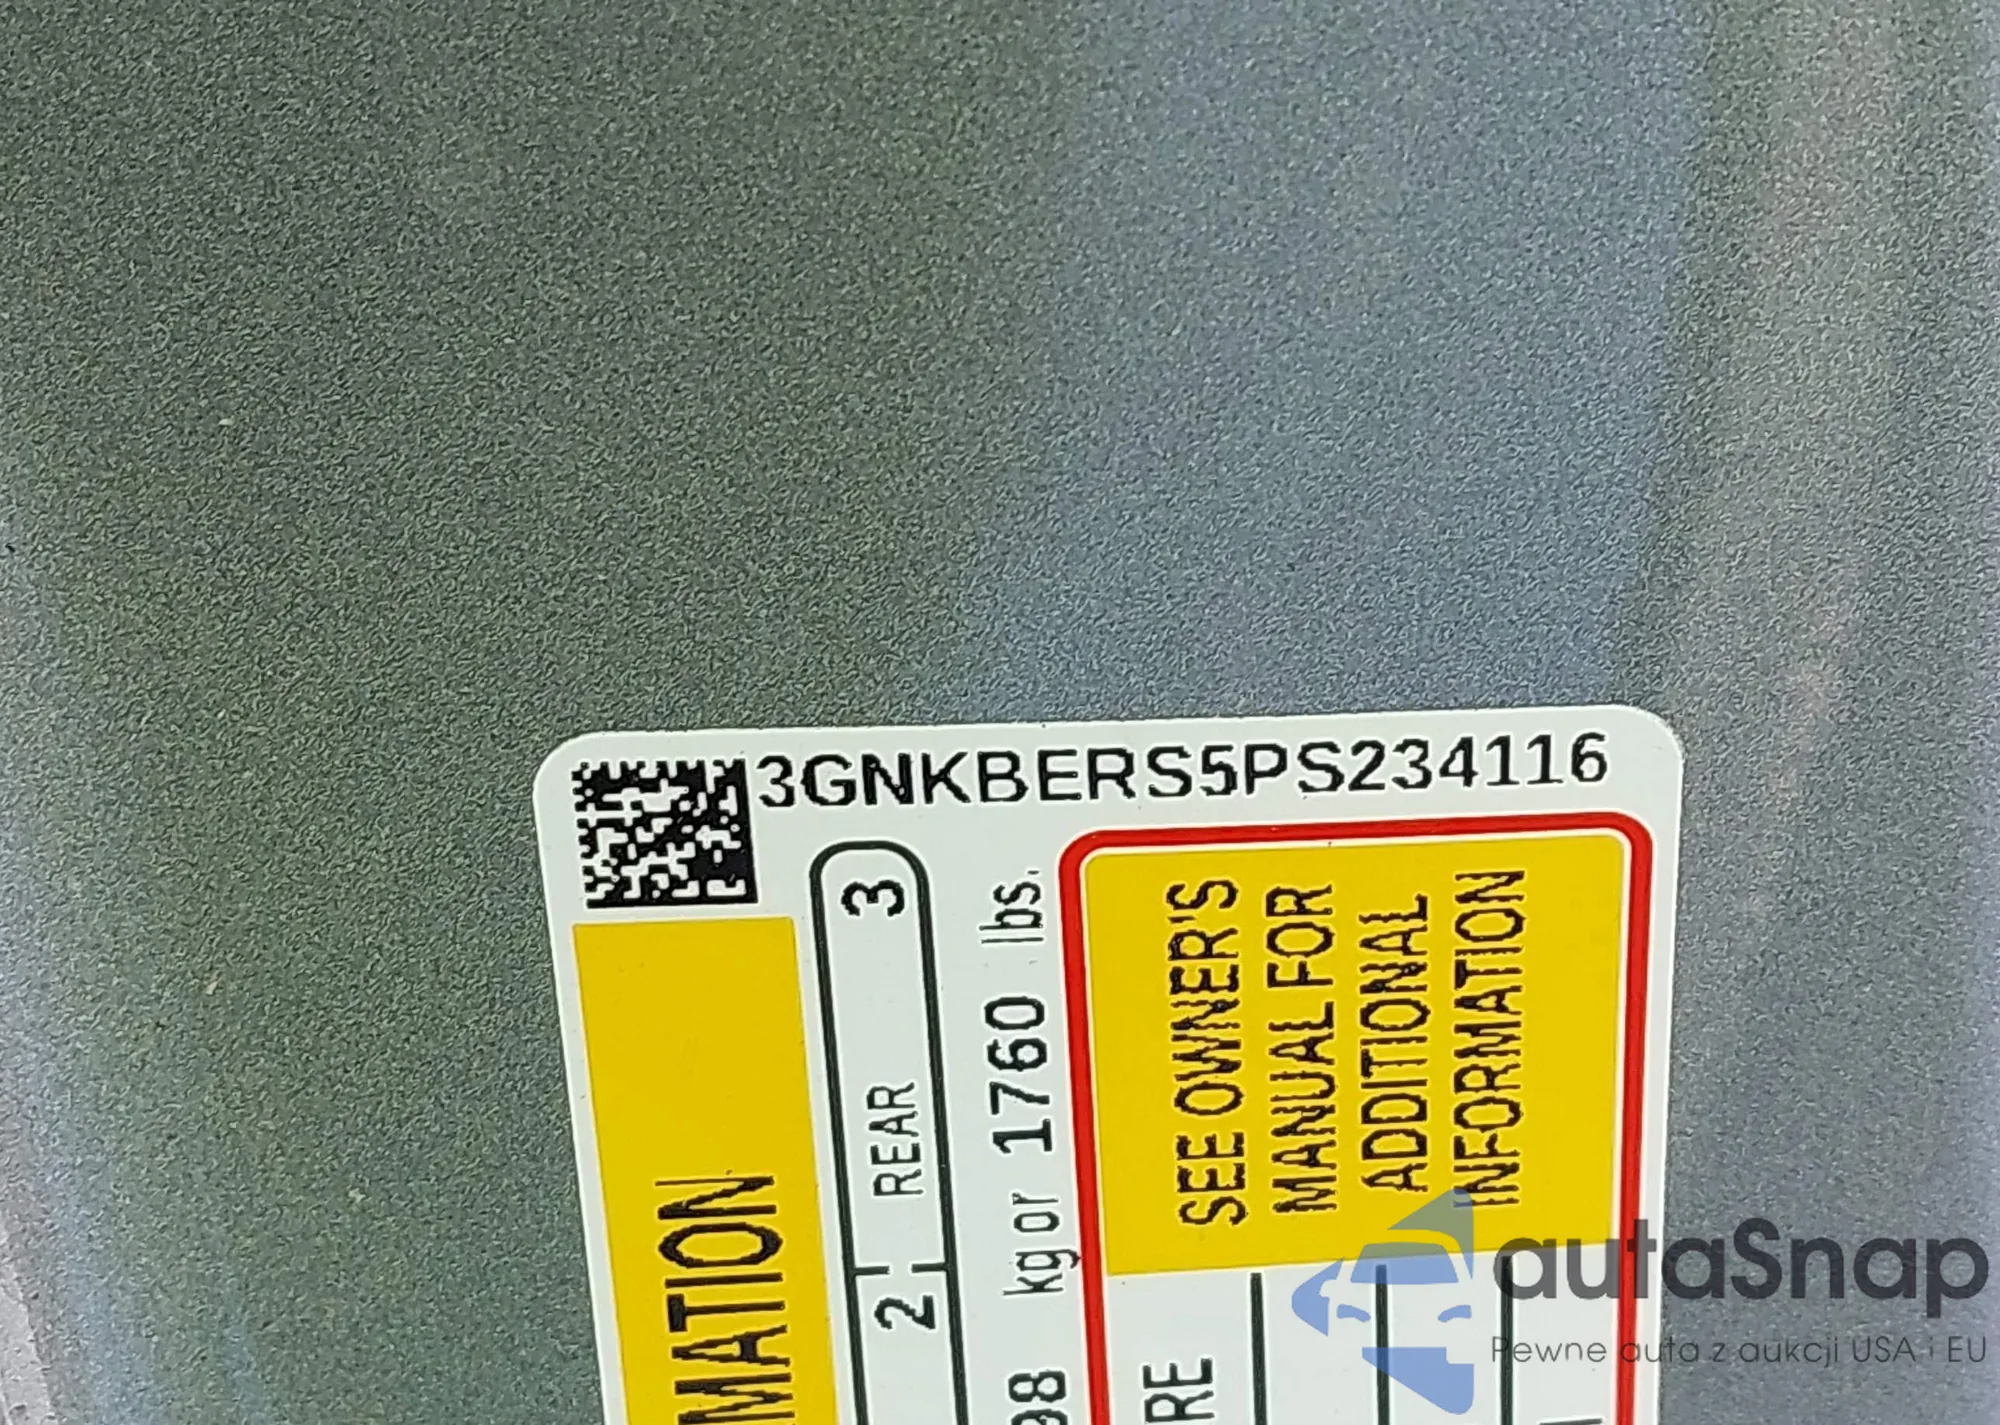 3GNKBERS5PS234116
MATION
2 REAR 3
98 kg or 1760 lbs.
SEE OWNER'S
MANUAL FOR
ADDITIONAL
INFORMATION
autaSnap
Pewne auta z aukcji USA i EU